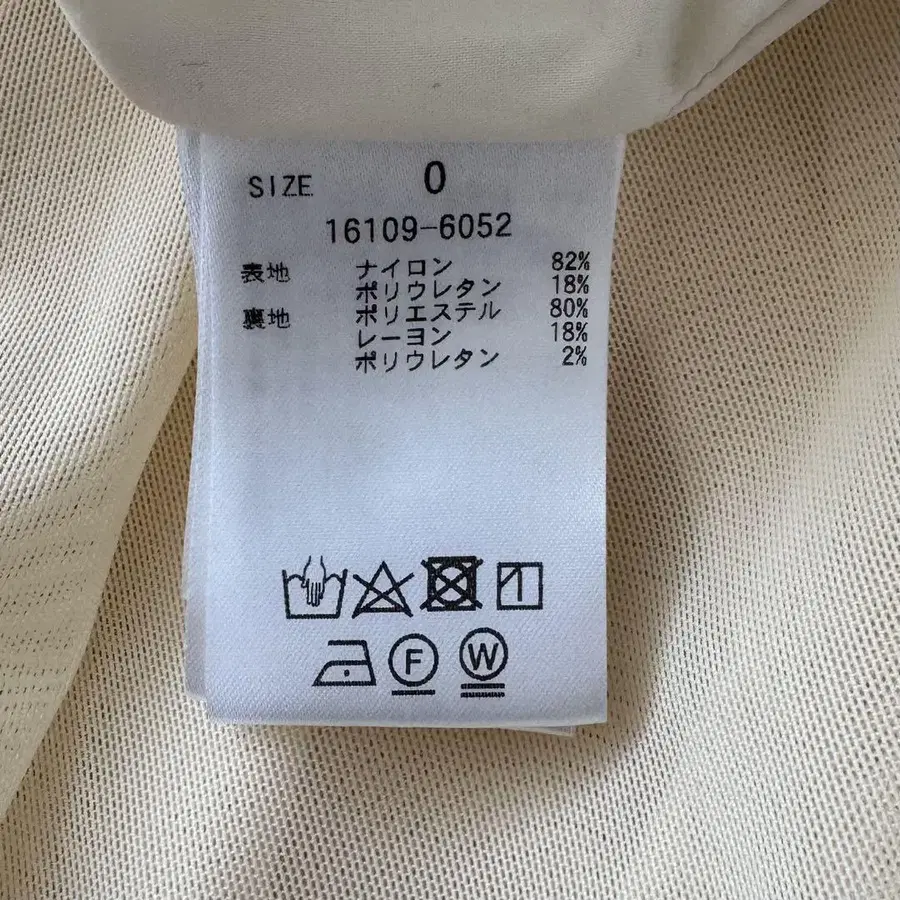 SIZE 0
16109-6052
表地 ナイロン 82%
ポリウレタン 18%
裏地 ポリエステル 80%
レーヨン 18%
ポリウレタン 2%
F W